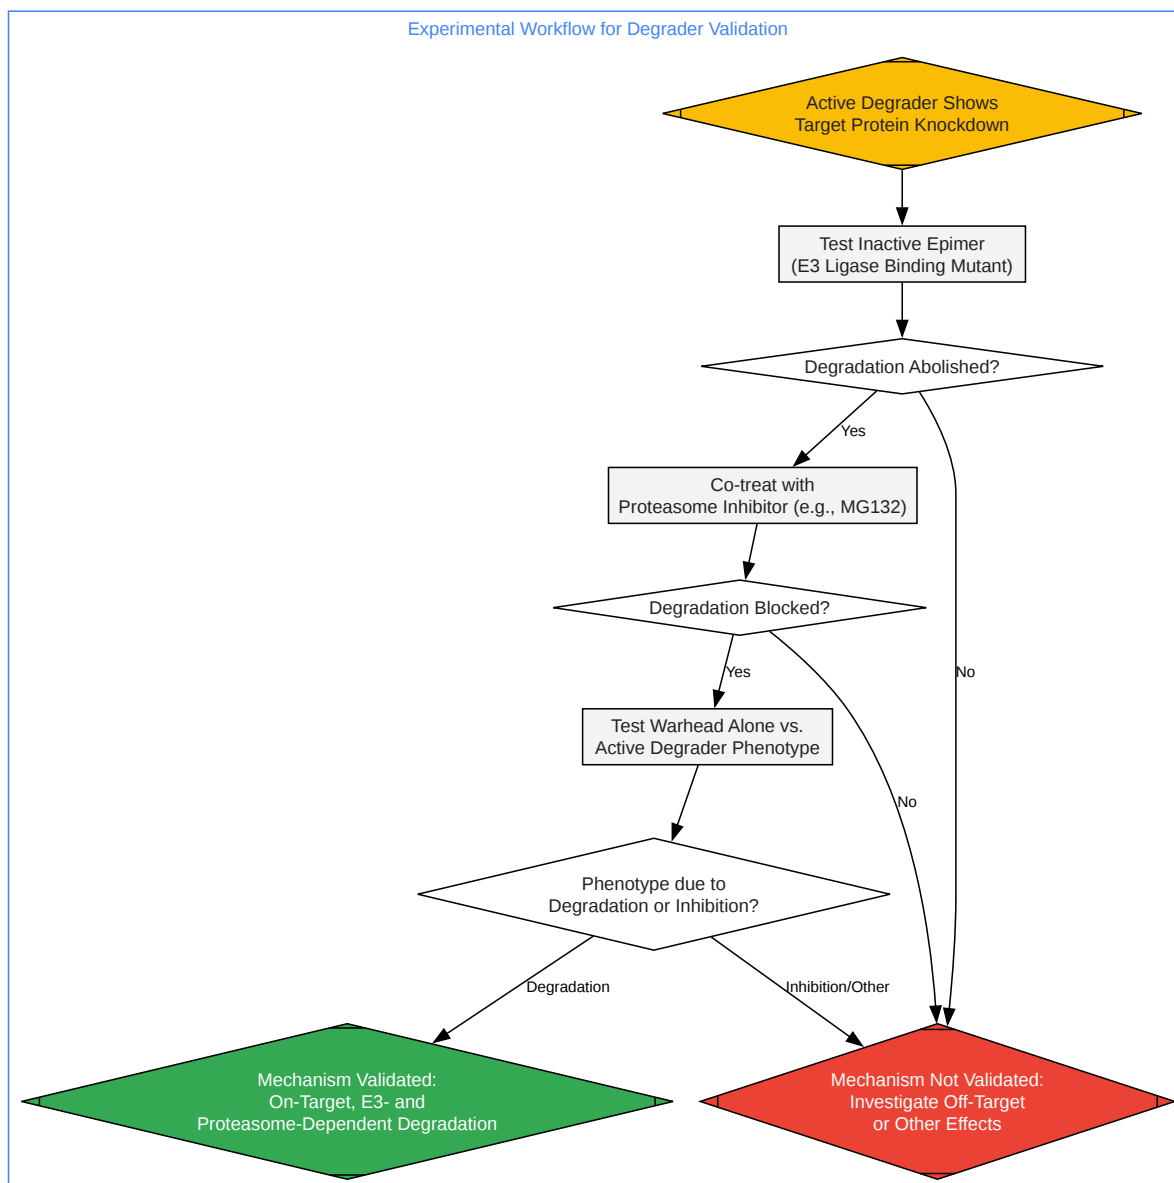 Experimental Workflow for Degrader Validation
Active Degrader Shows
Target Protein Knockdown
Test Inactive Epimer
(E3 Ligase Binding Mutant)
Degradation Abolished?
Yes
Co-treat with
Proteasome Inhibitor (e.g., MG132)
Degradation Blocked?
Yes
No
Test Warhead Alone vs.
Active Degrader Phenotype
No
Phenotype due to
Degradation or Inhibition?
Degradation
Inhibition/Other
Mechanism Validated:
On-Target, E3- and
Proteasome-Dependent Degradation
Mechanism Not Validated:
Investigate Off-Target
or Other Effects